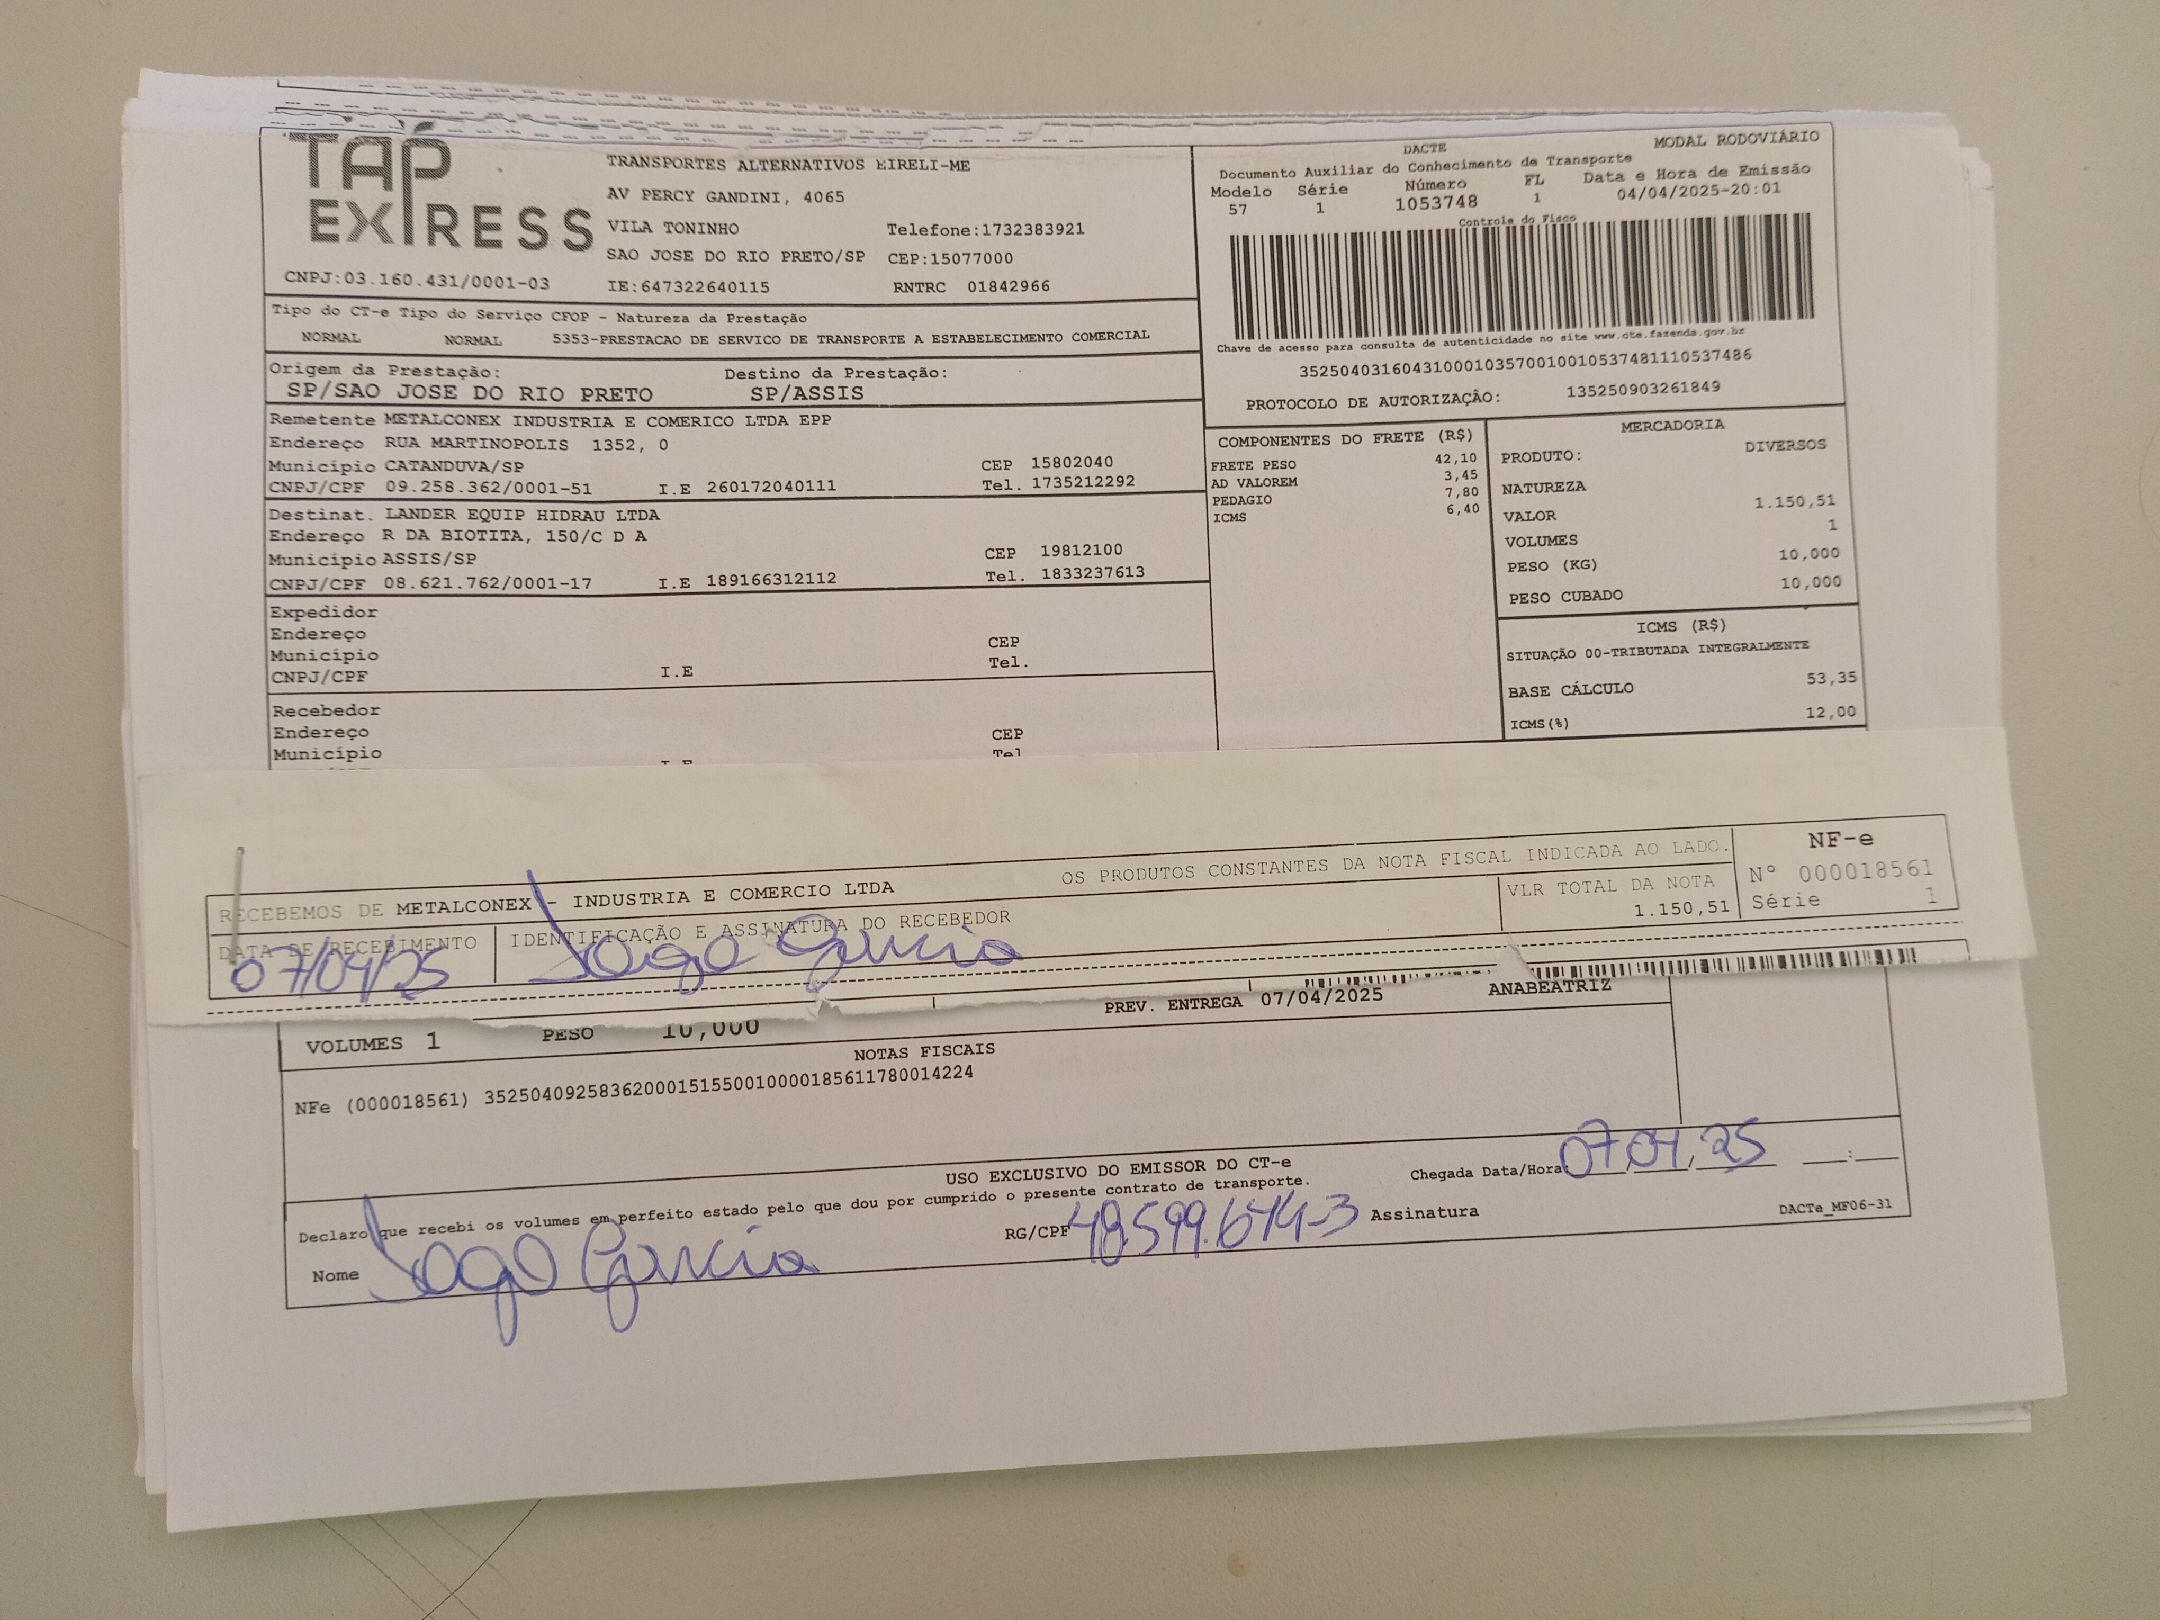 TAP
EXPRESS
TRANSPORTES ALTERNATIVOS EIRELI-ME
AV PERCY GANDINI, 4065
VILA TONINHO Telefone:1732383921
SAO JOSE DO RIO PRETO/SP CEP:15077000
CNPJ:03.160.431/0001-03 IE:647322640115 RNTRC 01842966
DACTE MODAL RODOVIÁRIO
Documento Auxiliar do Conhecimento de Transporte
Modelo Série Número FL Data e Hora de Emissão
57 1 1053748 1 04/04/2025-20:01
Controle do Fisco
Chave de acesso para consulta de autenticidade no site www.cte.fazenda.gov.br
35250403160431000103570010010537481110537486
PROTOCOLO DE AUTORIZAÇÃO: 135250903261849
Tipo do CT-e Tipo do Serviço CFOP - Natureza da Prestação
NORMAL NORMAL 5353-PRESTACAO DE SERVICO DE TRANSPORTE A ESTABELECIMENTO COMERCIAL
Origem da Prestação: Destino da Prestação:
SP/SAO JOSE DO RIO PRETO SP/ASSIS
Remetente METALCONEX INDUSTRIA E COMERICO LTDA EPP
Endereço RUA MARTINOPOLIS 1352, 0
Município CATANDUVA/SP CEP 15802040
CNPJ/CPF 09.258.362/0001-51 I.E 260172040111 Tel. 1735212292
Destinat. LANDER EQUIP HIDRAU LTDA
Endereço R DA BIOTITA, 150/C D A
Município ASSIS/SP CEP 19812100
CNPJ/CPF 08.621.762/0001-17 I.E 189166312112 Tel. 1833237613
Expedidor
Endereço CEP
Município Tel.
CNPJ/CPF I.E
Recebedor
Endereço CEP
Município Tel
COMPONENTES DO FRETE (R$)
FRETE PESO 42,10
AD VALOREM 3,45
PEDAGIO 7,80
ICMS 6,40
MERCADORIA
PRODUTO: DIVERSOS
NATUREZA
VALOR 1.150,51
VOLUMES 1
PESO (KG) 10,000
PESO CUBADO 10,000
ICMS (R$)
SITUAÇÃO 00-TRIBUTADA INTEGRALMENTE
BASE CÁLCULO 53,35
ICMS(%) 12,00
RECEBEMOS DE METALCONEX - INDUSTRIA E COMERCIO LTDA OS PRODUTOS CONSTANTES DA NOTA FISCAL INDICADA AO LADO.
DATA DE RECEBIMENTO IDENTIFICAÇÃO E ASSINATURA DO RECEBEDOR
07/04/25 Iago Garcia
VLR TOTAL DA NOTA
1.150,51
NF-e
N° 000018561
Série 1
VOLUMES 1 PESO 10,000 PREV. ENTREGA 07/04/2025 ANABEATRIZ
NOTAS FISCAIS
NFe (000018561) 35250409258362000151550010000185611780014224
USO EXCLUSIVO DO EMISSOR DO CT-e
Declaro que recebi os volumes em perfeito estado pelo que dou por cumprido o presente contrato de transporte.
Chegada Data/Hora: 07/04/25 __:__
Nome Iago Garcia RG/CPF 48.599.674-3 Assinatura
DACTe_MF06-31